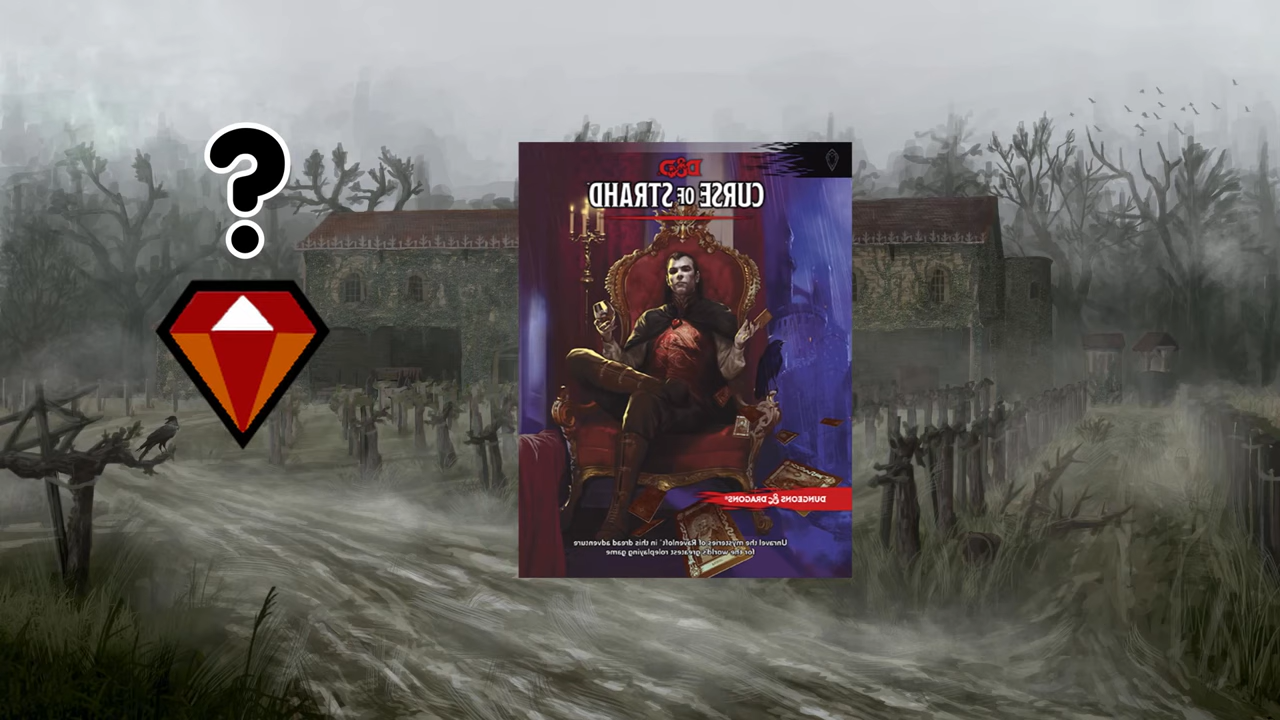 ?
D&D
CURSE OF STRAHD
DUNGEONS & DRAGONS®
Unravel the mysteries of Ravenloft® in this dread adventure
for the world's greatest roleplaying game